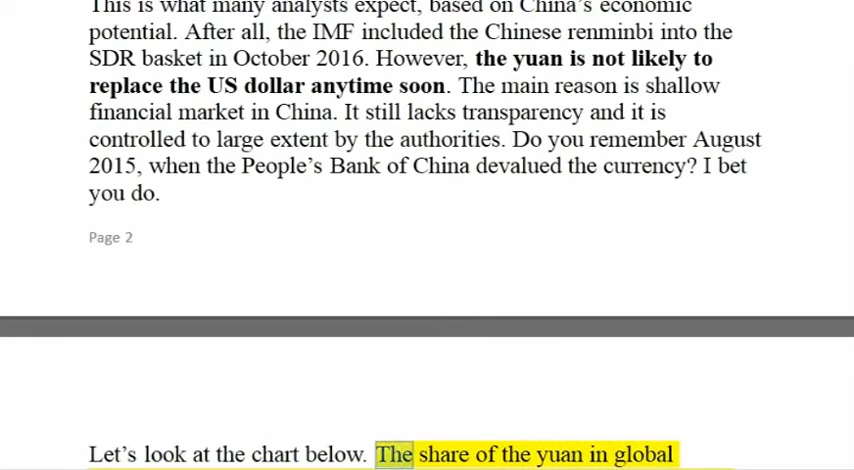 This is what many analysts expect, based on China's economic
potential. After all, the IMF included the Chinese renminbi into the
SDR basket in October 2016. However, the yuan is not likely to
replace the US dollar anytime soon. The main reason is shallow
financial market in China. It still lacks transparency and it is
controlled to large extent by the authorities. Do you remember August
2015, when the People's Bank of China devalued the currency? I bet
you do.
Page 2
Let's look at the chart below. The share of the yuan in global